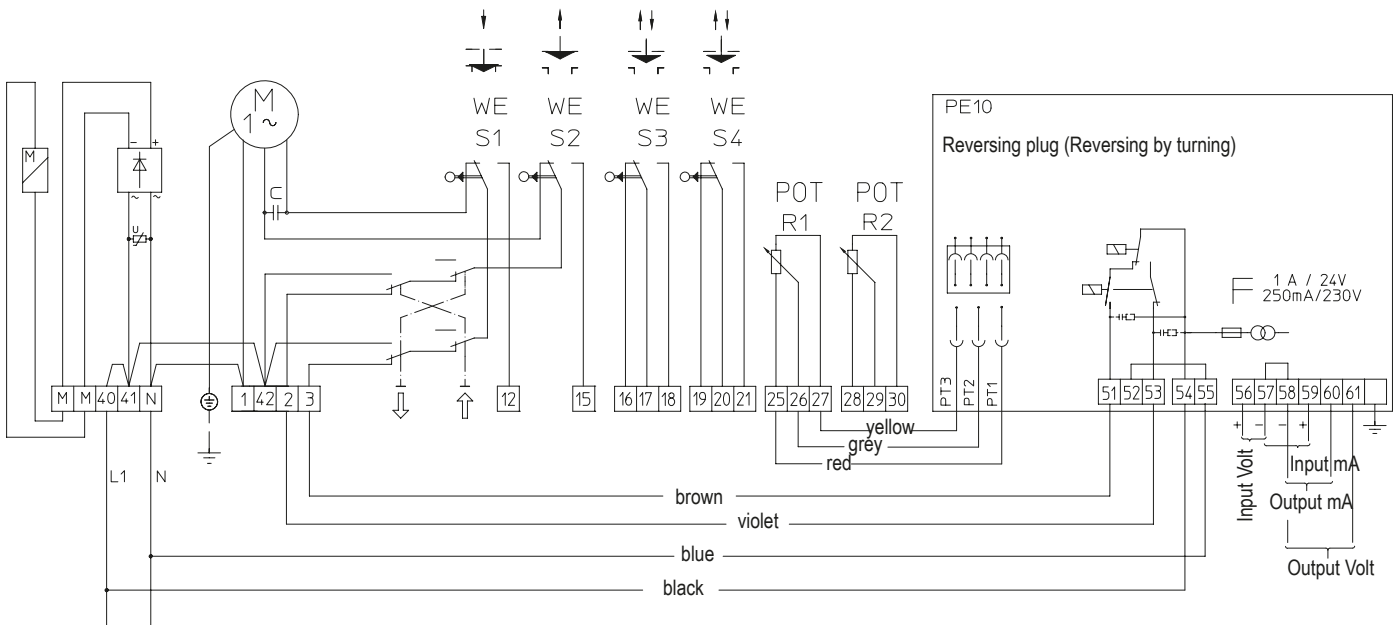 PE10
Reversing plug (Reversing by turning)
M
1 ~
WE
S1
WE
S2
WE
S3
WE
S4
M
- +
~ ~
U
C
POT
R1
POT
R2
F 1 A / 24V
250mA/230V
PT3
PT2
PT1
M M 40 41 N
1 42 2 3
12
15
16 17 18
19 20 21
25 26 27
28 29 30
51 52 53
54 55
56 57 58 59 60 61
+ - - +
yellow
grey
red
L1
N
Input Volt
Input mA
Output mA
Output Volt
brown
violet
blue
black